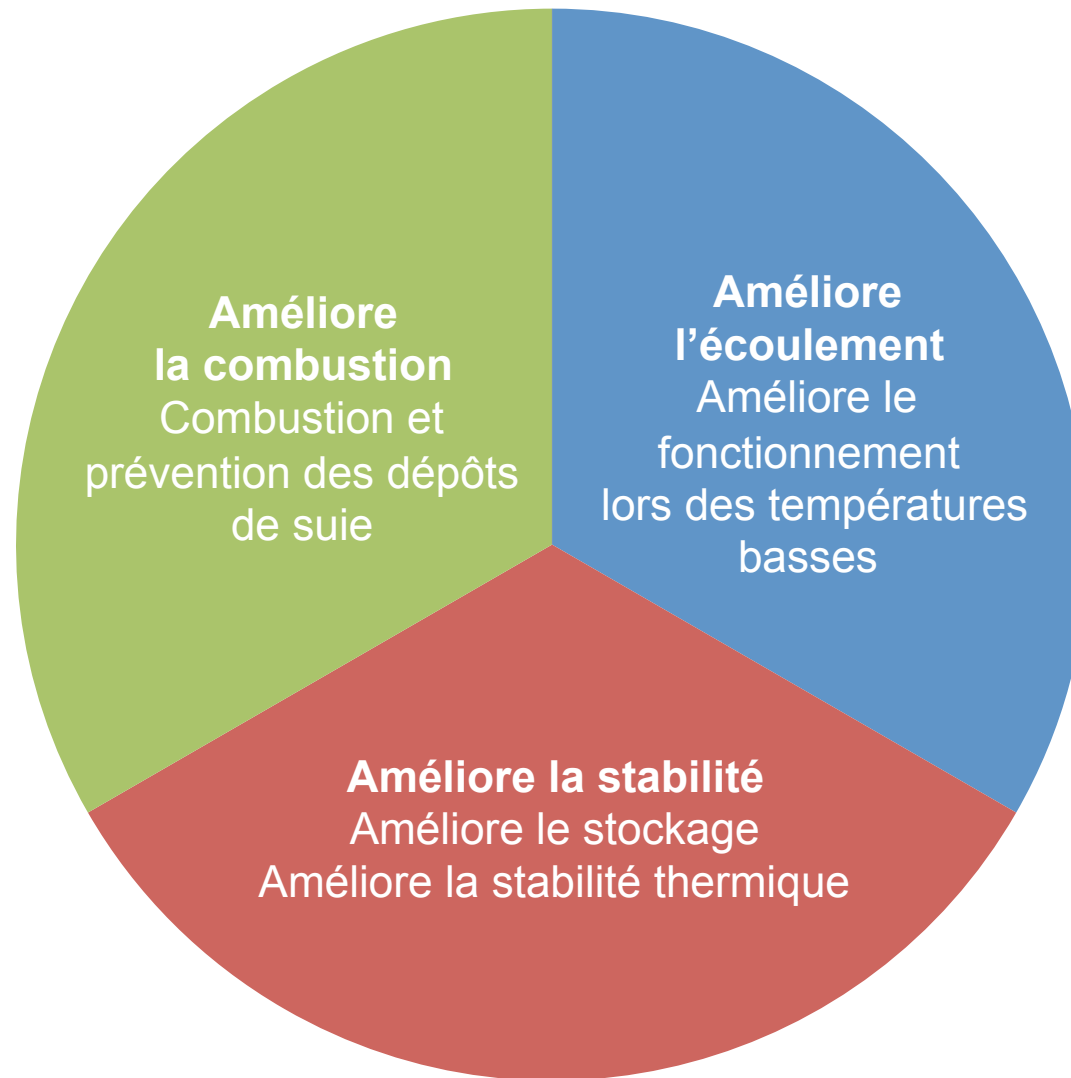 Améliore
la combustion
Combustion et
prévention des dépôts
de suie
Améliore
l’écoulement
Améliore le
fonctionnement
lors des températures
basses
Améliore la stabilité
Améliore le stockage
Améliore la stabilité thermique